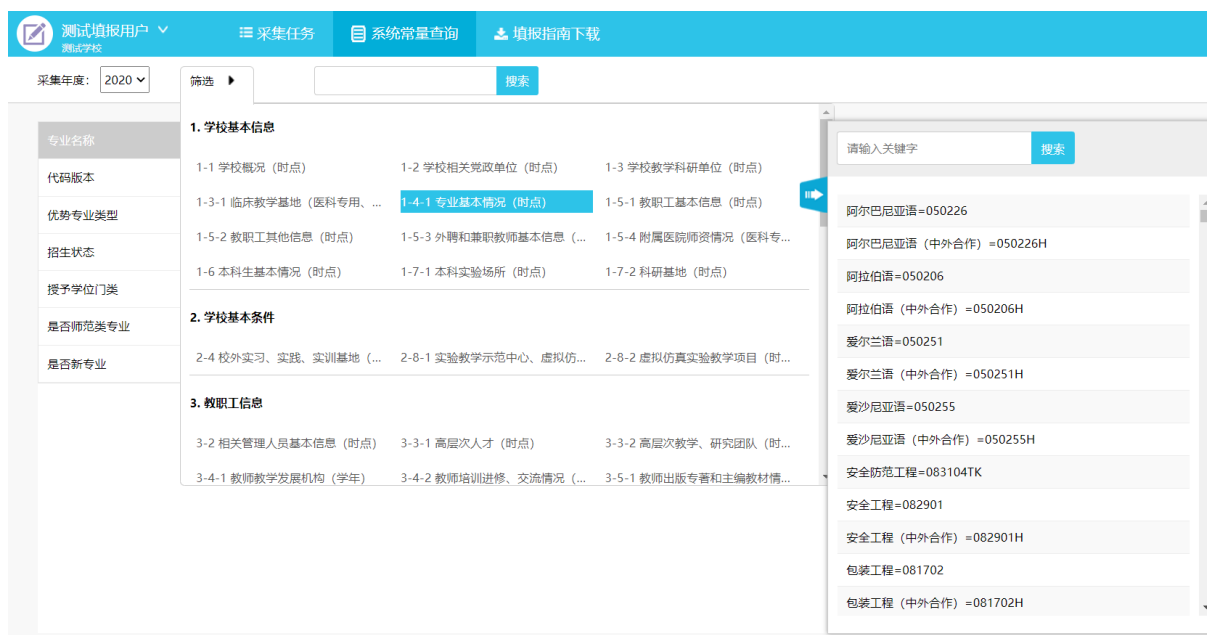 测试填报用户
测试学校
采集任务
系统常量查询
填报指南下载
采集年度： 2020
筛选
搜索
专业名称
代码版本
优势专业类型
招生状态
授予学位门类
是否师范类专业
是否新专业
1. 学校基本信息
1-1 学校概况（时点） 1-2 学校相关党政单位（时点） 1-3 学校教学科研单位（时点）
1-3-1 临床教学基地（医科专用、... 1-4-1 专业基本情况（时点） 1-5-1 教职工基本信息（时点）
1-5-2 教职工其他信息（时点） 1-5-3 外聘和兼职教师基本信息（... 1-5-4 附属医院师资情况（医科专...
1-6 本科生基本情况（时点） 1-7-1 本科实验场所（时点） 1-7-2 科研基地（时点）
2. 学校基本条件
2-4 校外实习、实践、实训基地（... 2-8-1 实验教学示范中心、虚拟仿... 2-8-2 虚拟仿真实验教学项目（时...
3. 教职工信息
3-2 相关管理人员基本信息（时点） 3-3-1 高层次人才（时点） 3-3-2 高层次教学、研究团队（时...
3-4-1 教师教学发展机构（学年） 3-4-2 教师培训进修、交流情况（... 3-5-1 教师出版专著和主编教材情...
请输入关键字
搜索
阿尔巴尼亚语=050226
阿尔巴尼亚语（中外合作）=050226H
阿拉伯语=050206
阿拉伯语（中外合作）=050206H
爱尔兰语=050251
爱尔兰语（中外合作）=050251H
爱沙尼亚语=050255
爱沙尼亚语（中外合作）=050255H
安全防范工程=083104TK
安全工程=082901
安全工程（中外合作）=082901H
包装工程=081702
包装工程（中外合作）=081702H